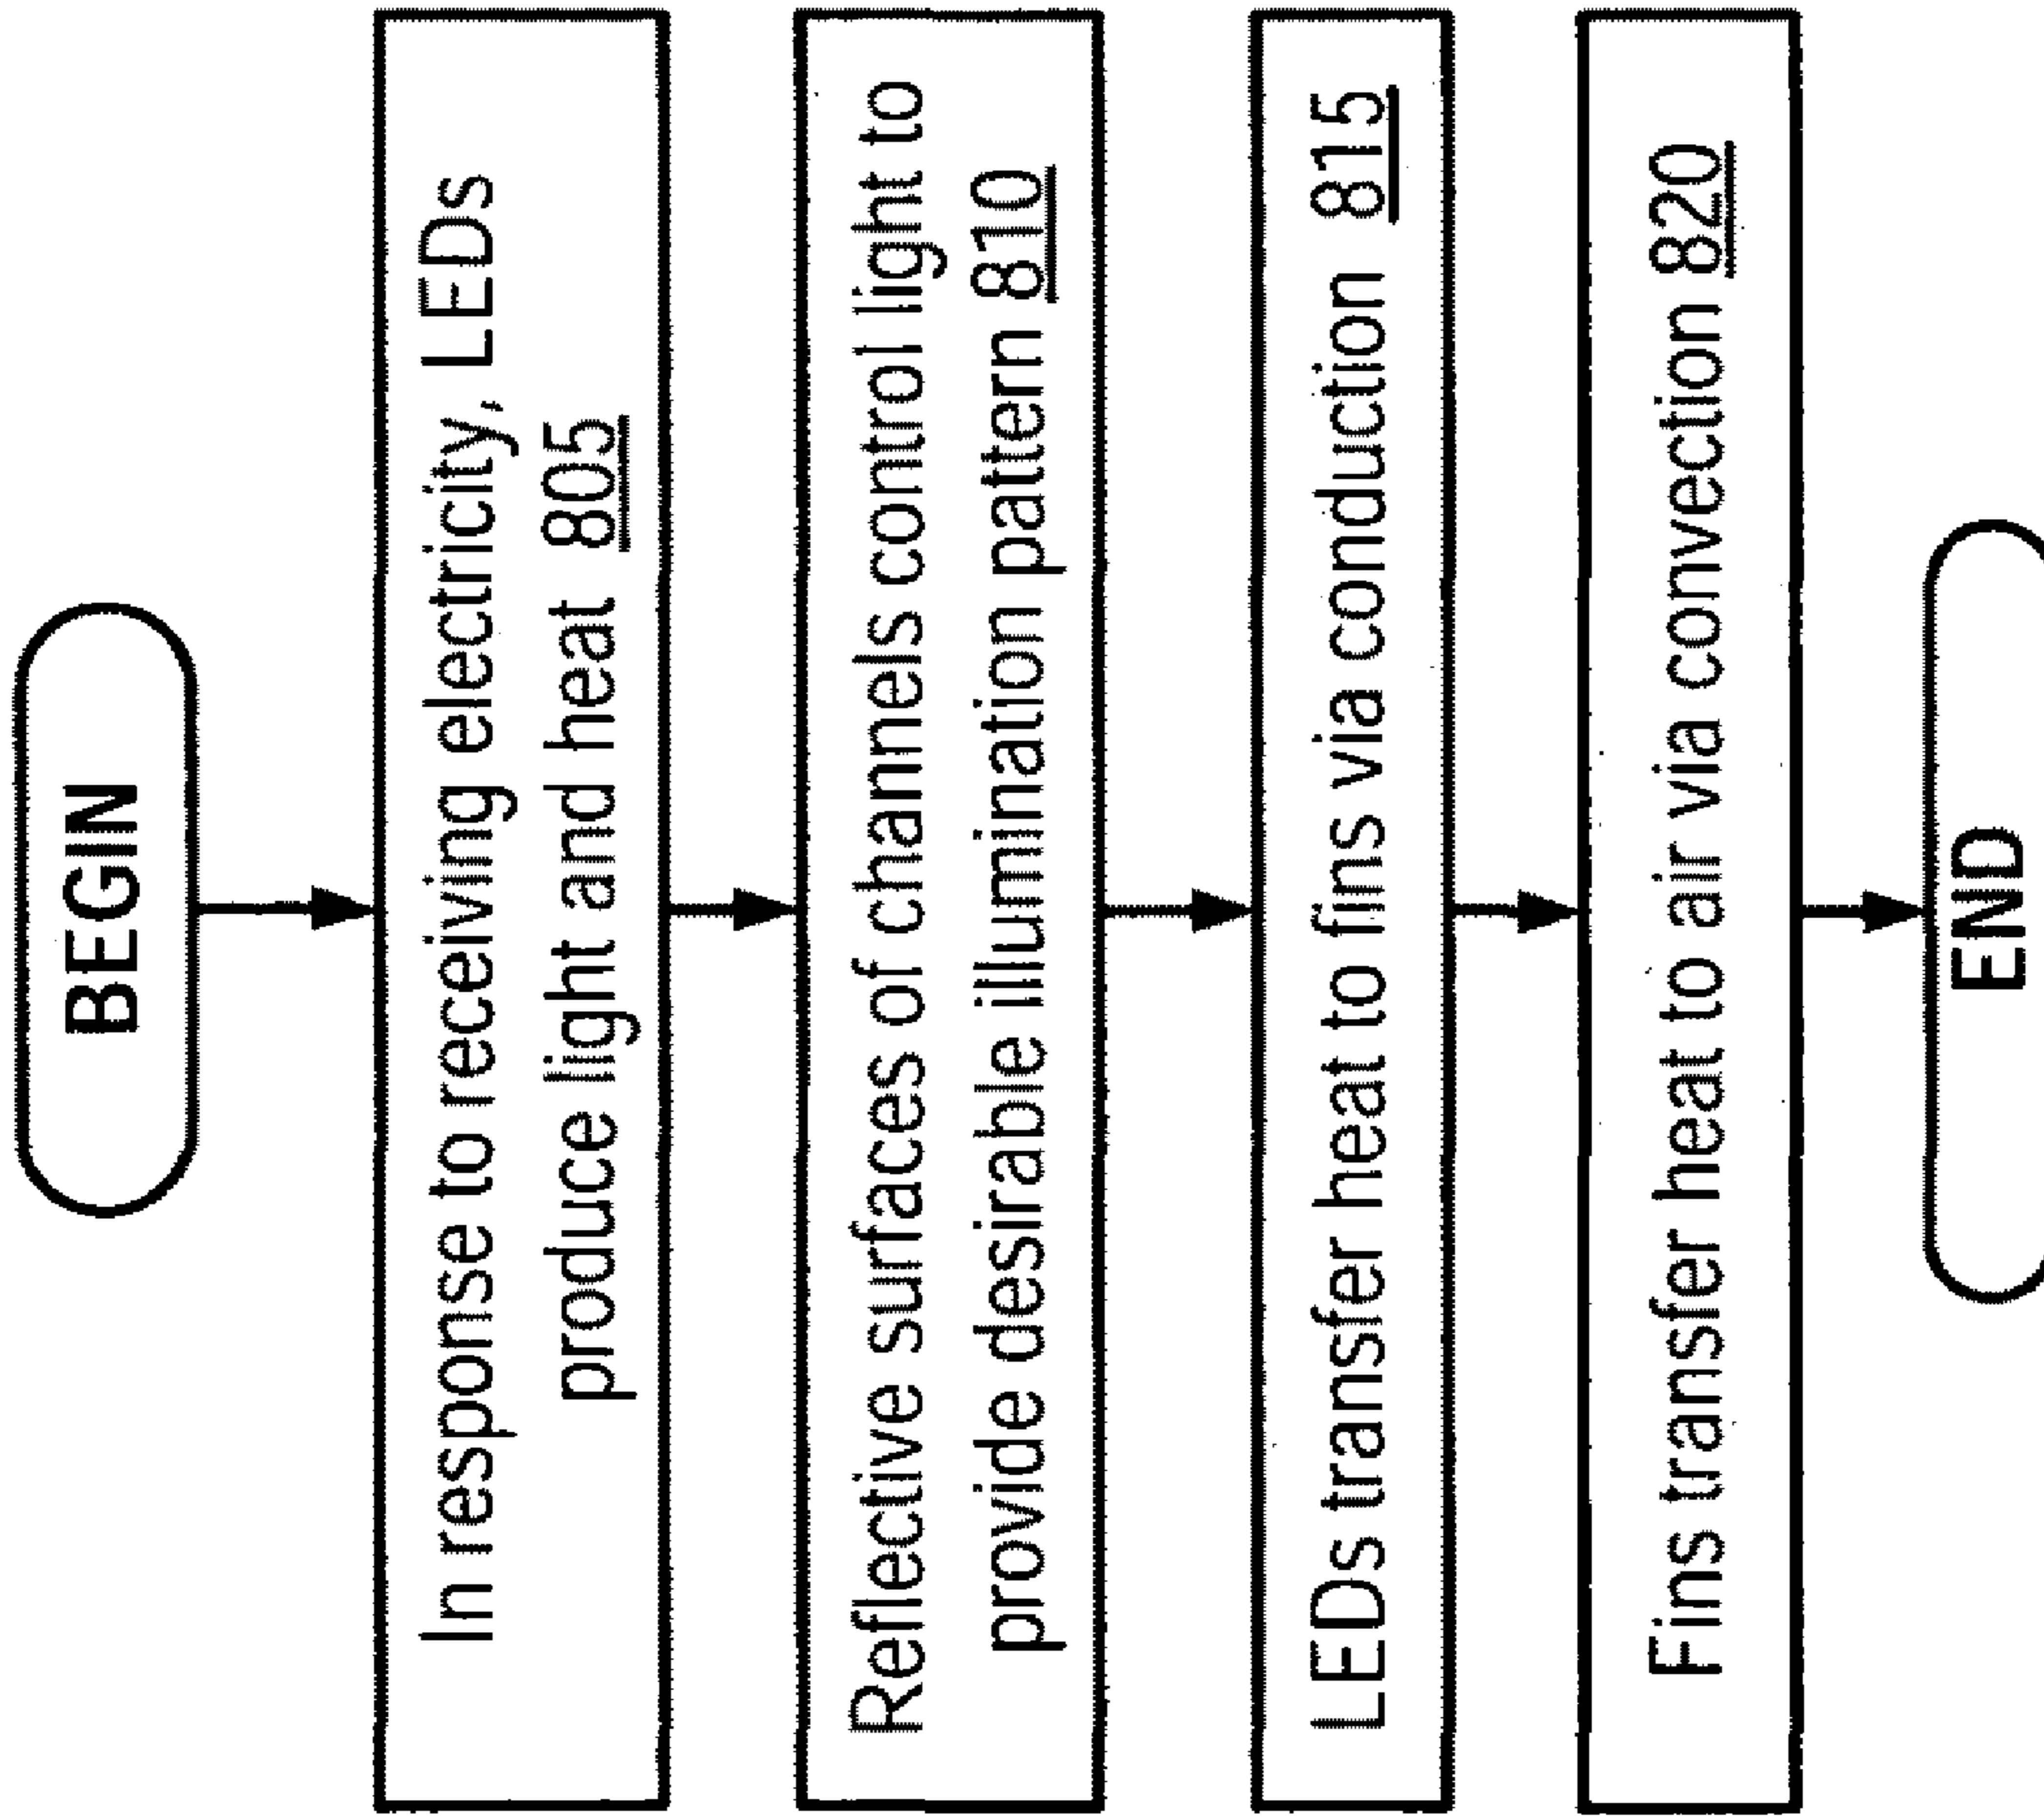 BEGIN
In response to receiving electricity, LEDs
produce light and heat 805
Reflective surfaces of channels control light to
provide desirable illumination pattern 810
LEDs transfer heat to fins via conduction 815
Fins transfer heat to air via convection 820
END